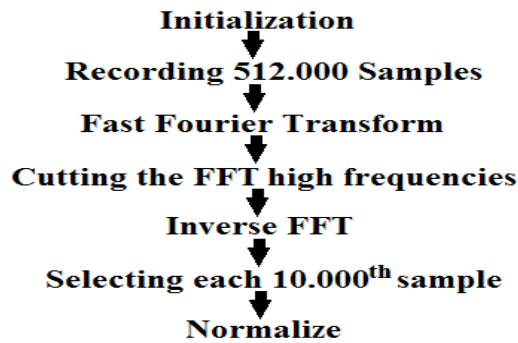 Initialization
Recording 512.000 Samples
Fast Fourier Transform
Cutting the FFT high frequencies
Inverse FFT
Selecting each 10.000th sample
Normalize